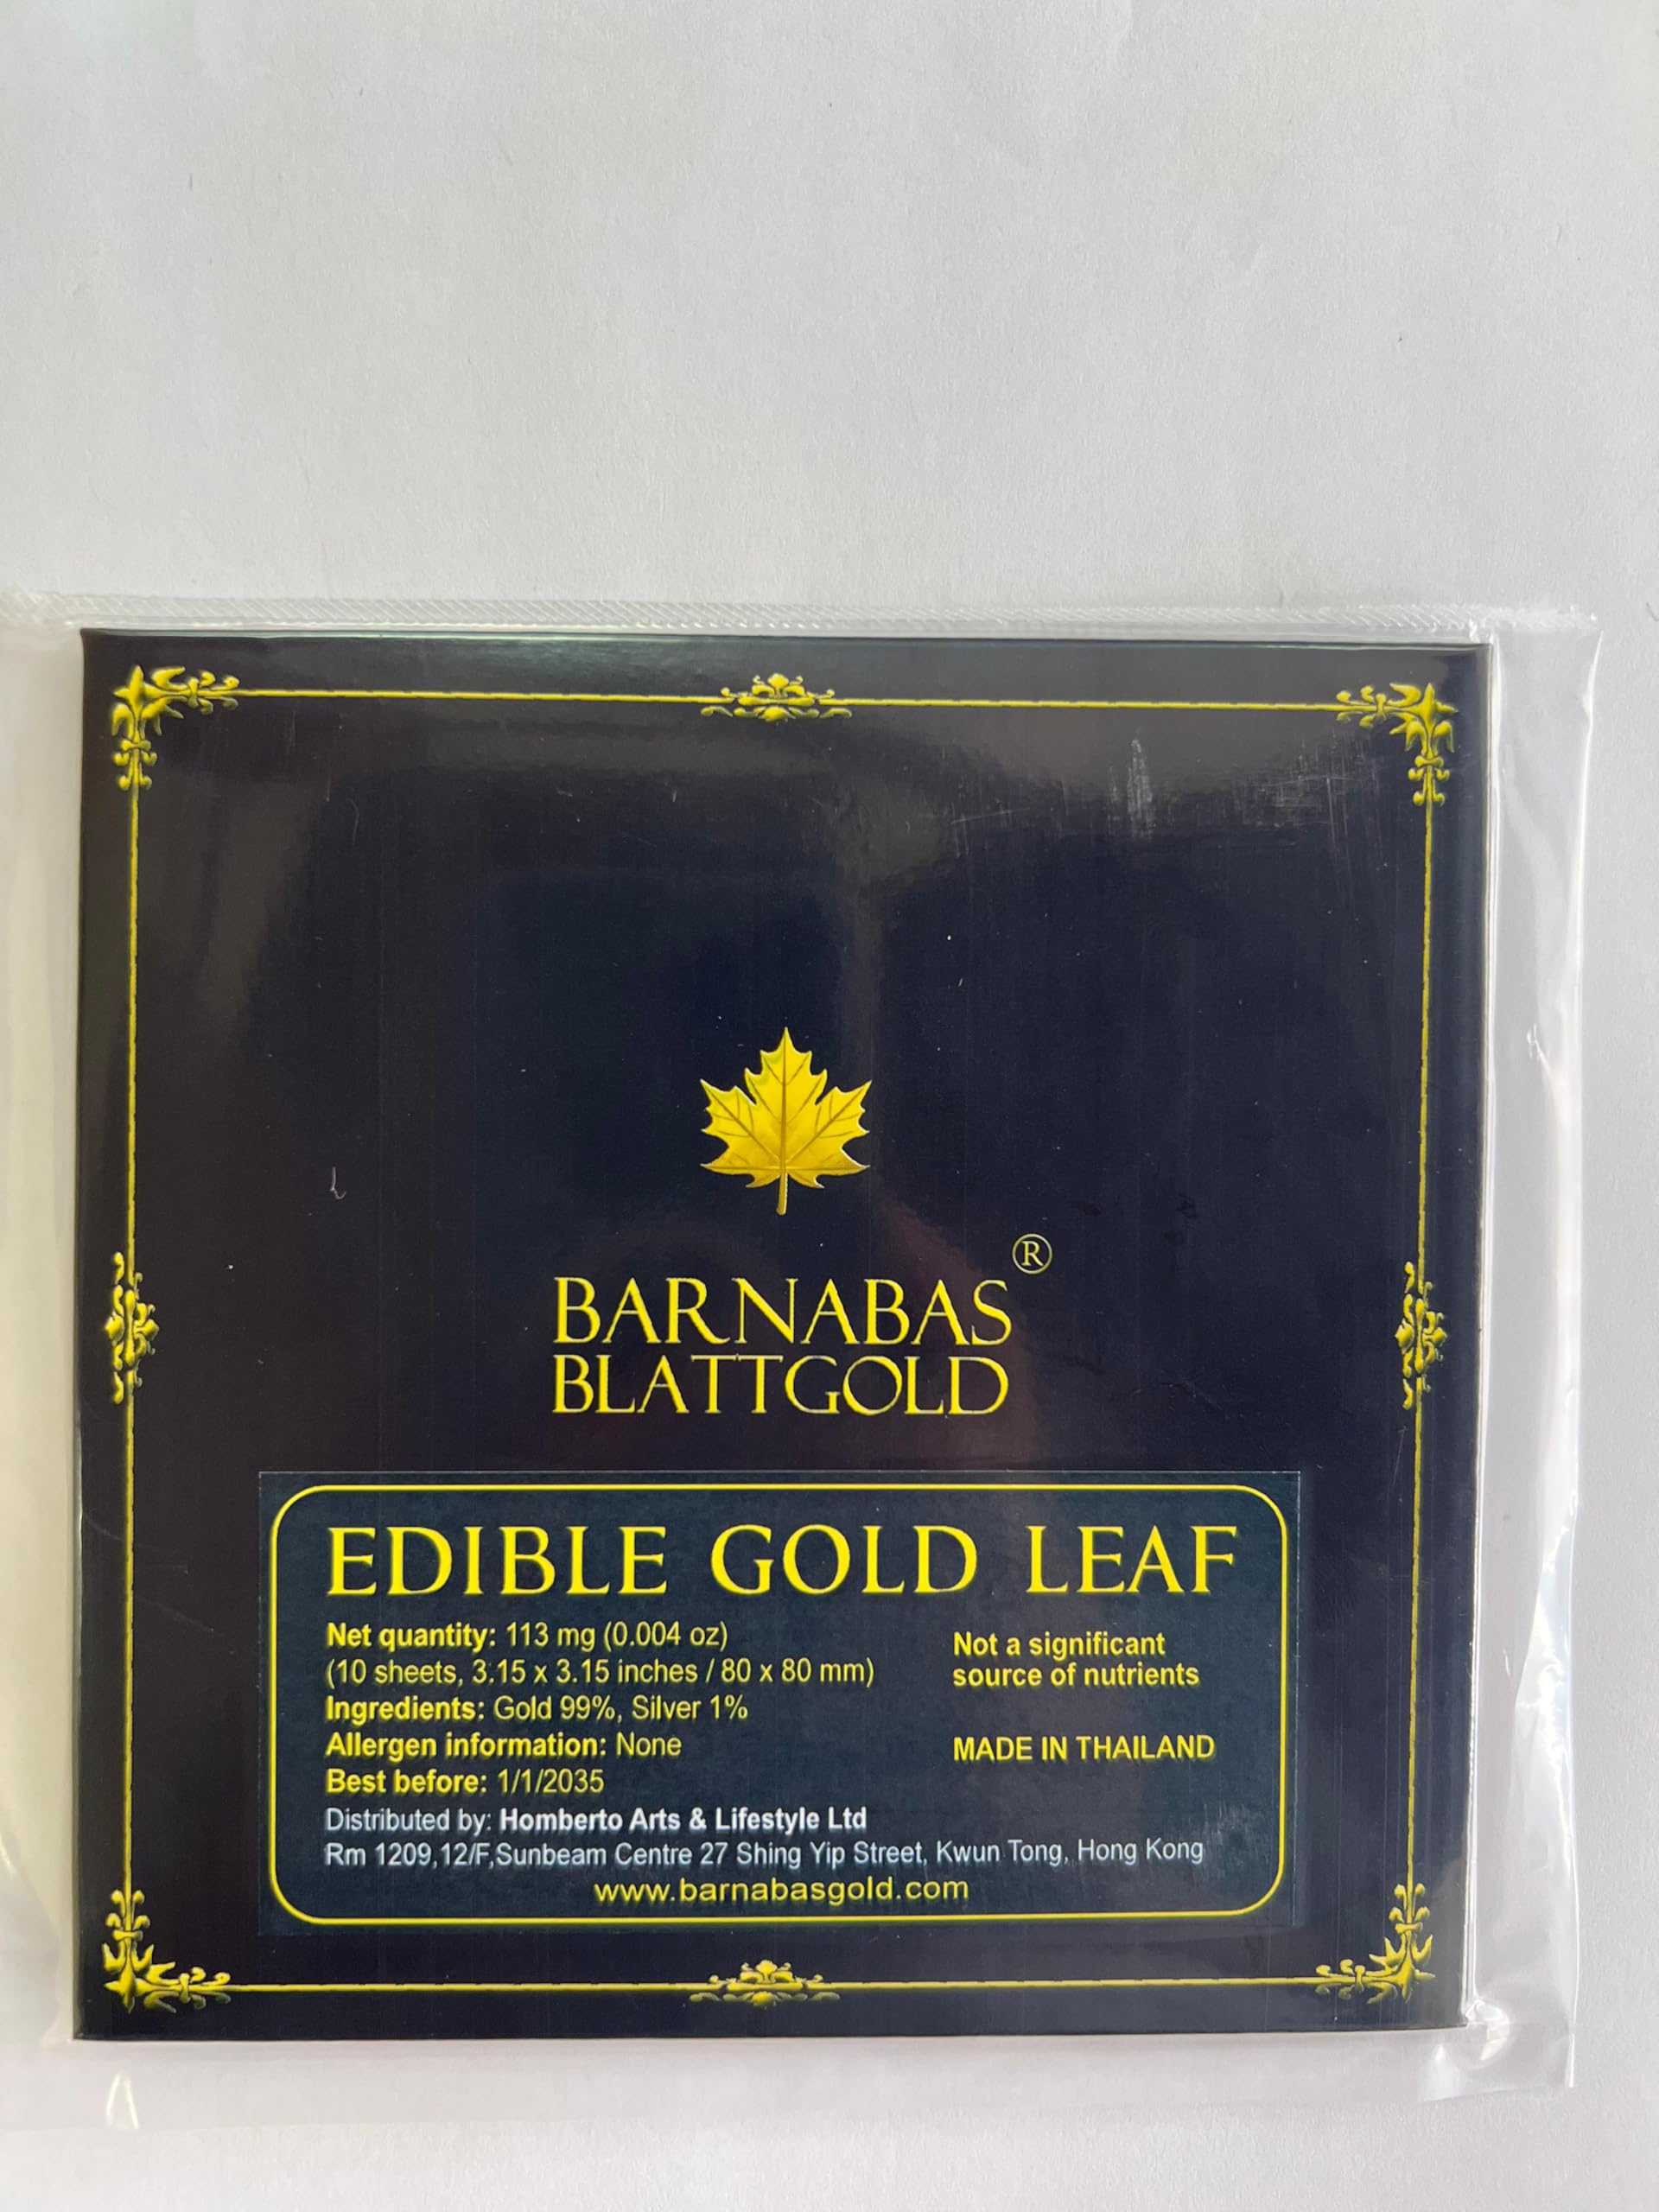 ®
BARNABAS
BLATTGOLD
EDIBLE GOLD LEAF
Net quantity: 113 mg (0.004 oz)
(10 sheets, 3.15 x 3.15 inches / 80 x 80 mm)
Ingredients: Gold 99%, Silver 1%
Allergen information: None
Best before: 1/1/2035
Not a significant
source of nutrients
MADE IN THAILAND
Distributed by: Homberto Arts & Lifestyle Ltd
Rm 1209,12/F,Sunbeam Centre 27 Shing Yip Street, Kwun Tong, Hong Kong
www.barnabasgold.com